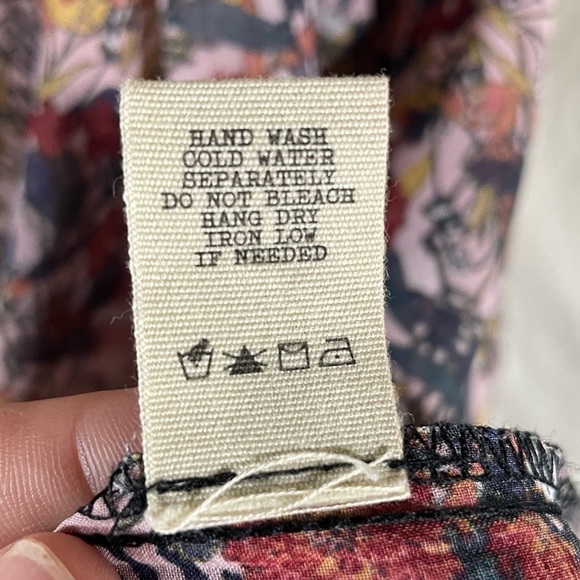 HAND WASH
COLD WATER
SEPARATELY
DO NOT BLEACH
HANG DRY
IRON LOW
IF NEEDED